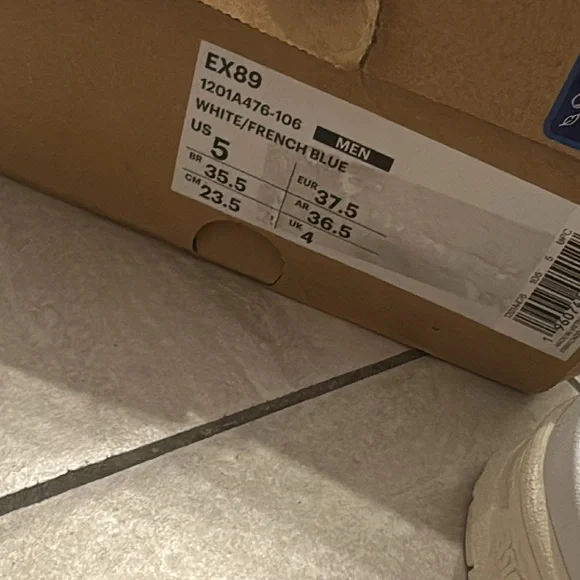 EX89
1201A476-106
WHITE/FRENCH BLUE
MEN
US 5
BR 35.5
EUR 37.5
CM 23.5
AR 36.5
UK 4